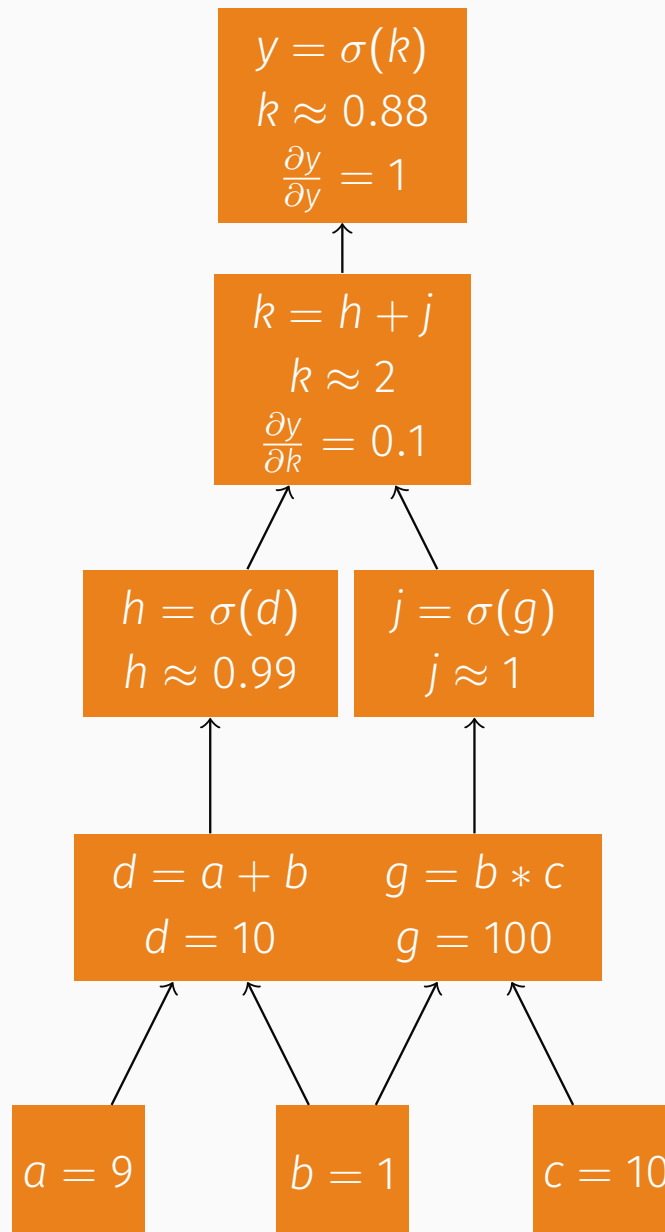 y = σ(k)
k ≈ 0.88
∂y/∂y = 1
k = h + j
k ≈ 2
∂y/∂k = 0.1
h = σ(d)
h ≈ 0.99
j = σ(g)
j ≈ 1
d = a + b
d = 10
g = b ∗ c
g = 100
a = 9
b = 1
c = 10